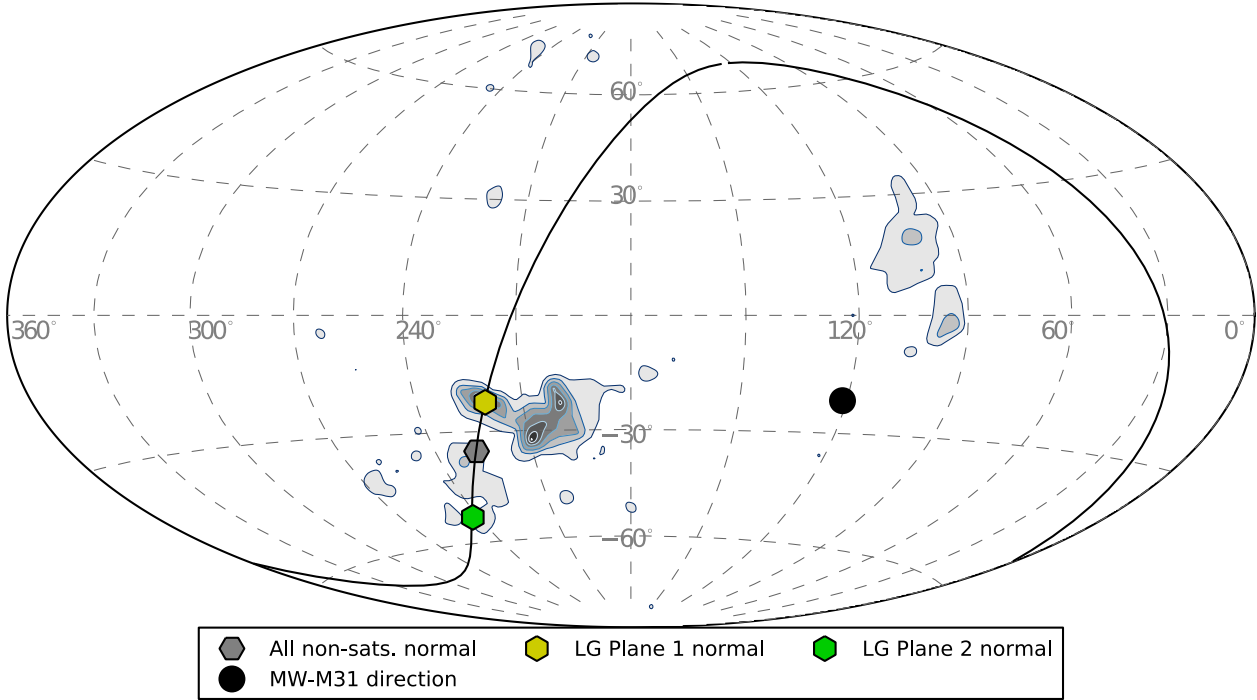 60°
30°
360° 300° 240° 120° 60° 0°
−30°
−60°
All non-sats. normal LG Plane 1 normal LG Plane 2 normal
MW-M31 direction